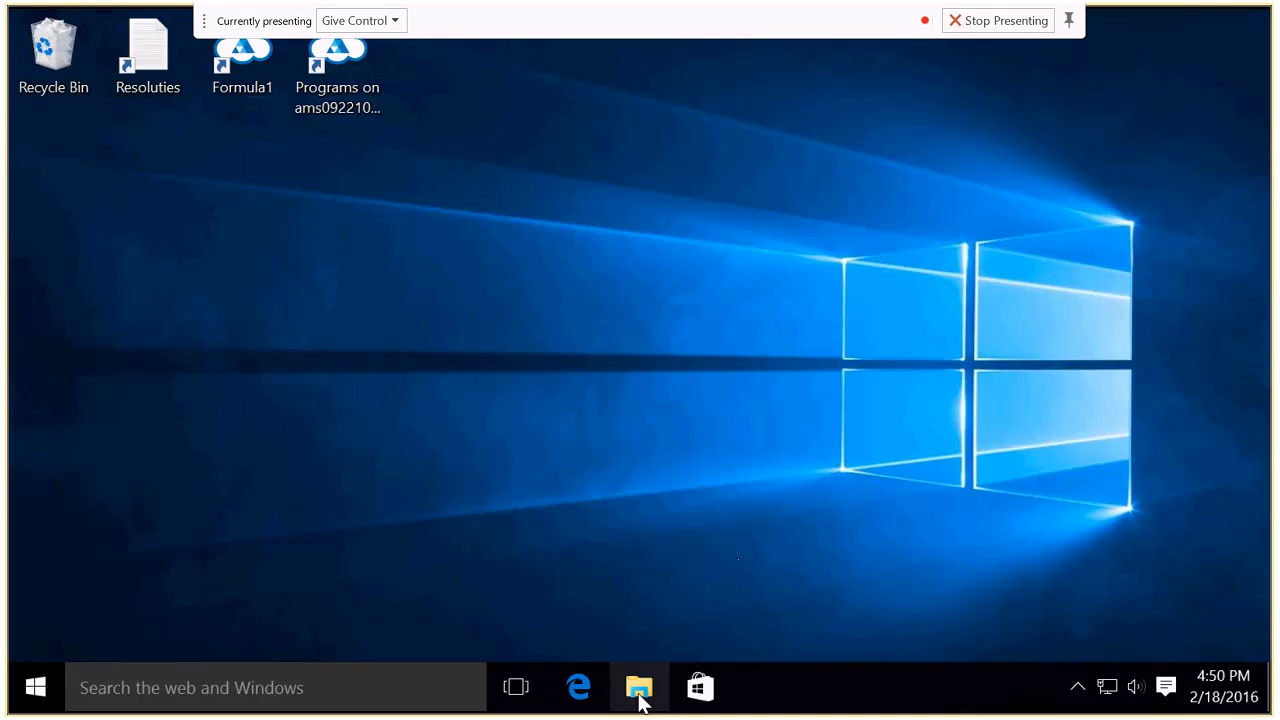 Currently presenting Give Control Stop Presenting
Recycle Bin
Resoluties
Formula1
Programs on
ams092210...
Search the web and Windows
4:50 PM
2/18/2016